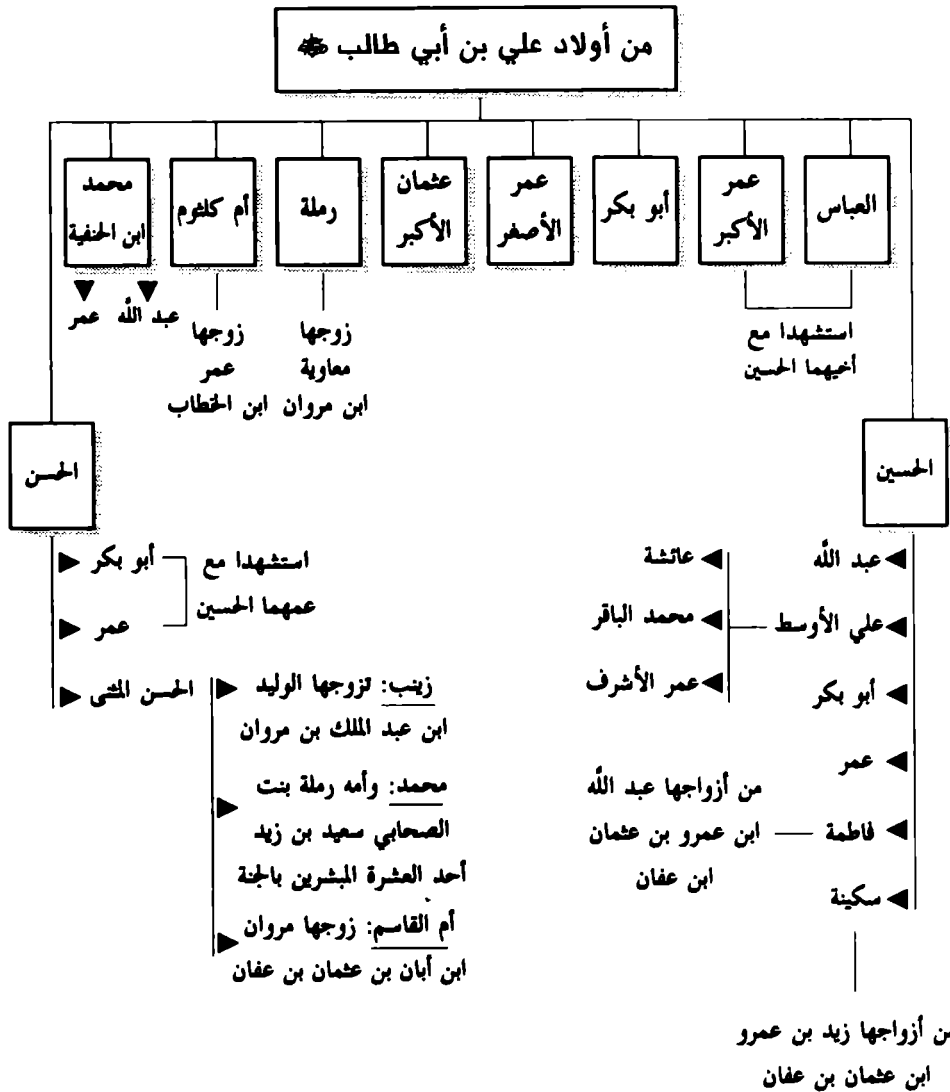 من أولاد علي بن أبي طالب
العباس
عمر
الأكبر
أبو بكر
عمر
الأصغر
عثمان
الأكبر
رملة
أم كلثوم
محمد
ابن الحنفية
استشهدا مع
أخيهما الحسين
زوجها
معاوية
ابن مروان
زوجها
عمر
ابن الخطاب
عبد الله
عمر
الحسين
عبد الله
علي الأوسط
أبو بكر
عمر
فاطمة
سكينة
عائشة
محمد الباقر
عمر الأشرف
من أزواجها عبد الله
ابن عمرو بن عثمان
ابن عفان
من أزواجها زيد بن عمرو
ابن عثمان بن عفان
الحسن
أبو بكر
عمر
الحسن المثنى
استشهدا مع
عمهما الحسين
زينب: تزوجها الوليد
ابن عبد الملك بن مروان
محمد: وأمه رملة بنت
الصحابي سعيد بن زيد
أحد العشرة المبشرين بالجنة
أم القاسم: زوجها مروان
ابن أبان بن عثمان بن عفان